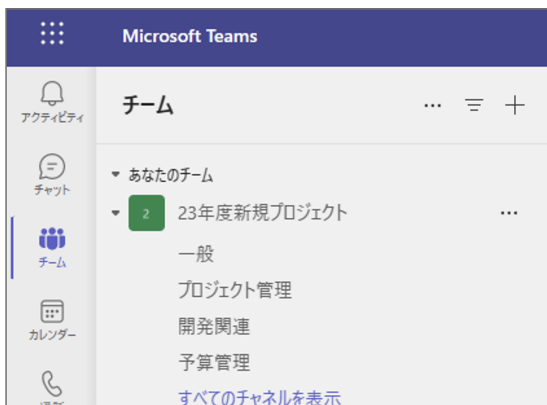 Microsoft Teams
アクティビティ
チャット
チーム
カレンダー
チーム
あなたのチーム
2 23年度新規プロジェクト
一般
プロジェクト管理
開発関連
予算管理
すべてのチャネルを表示